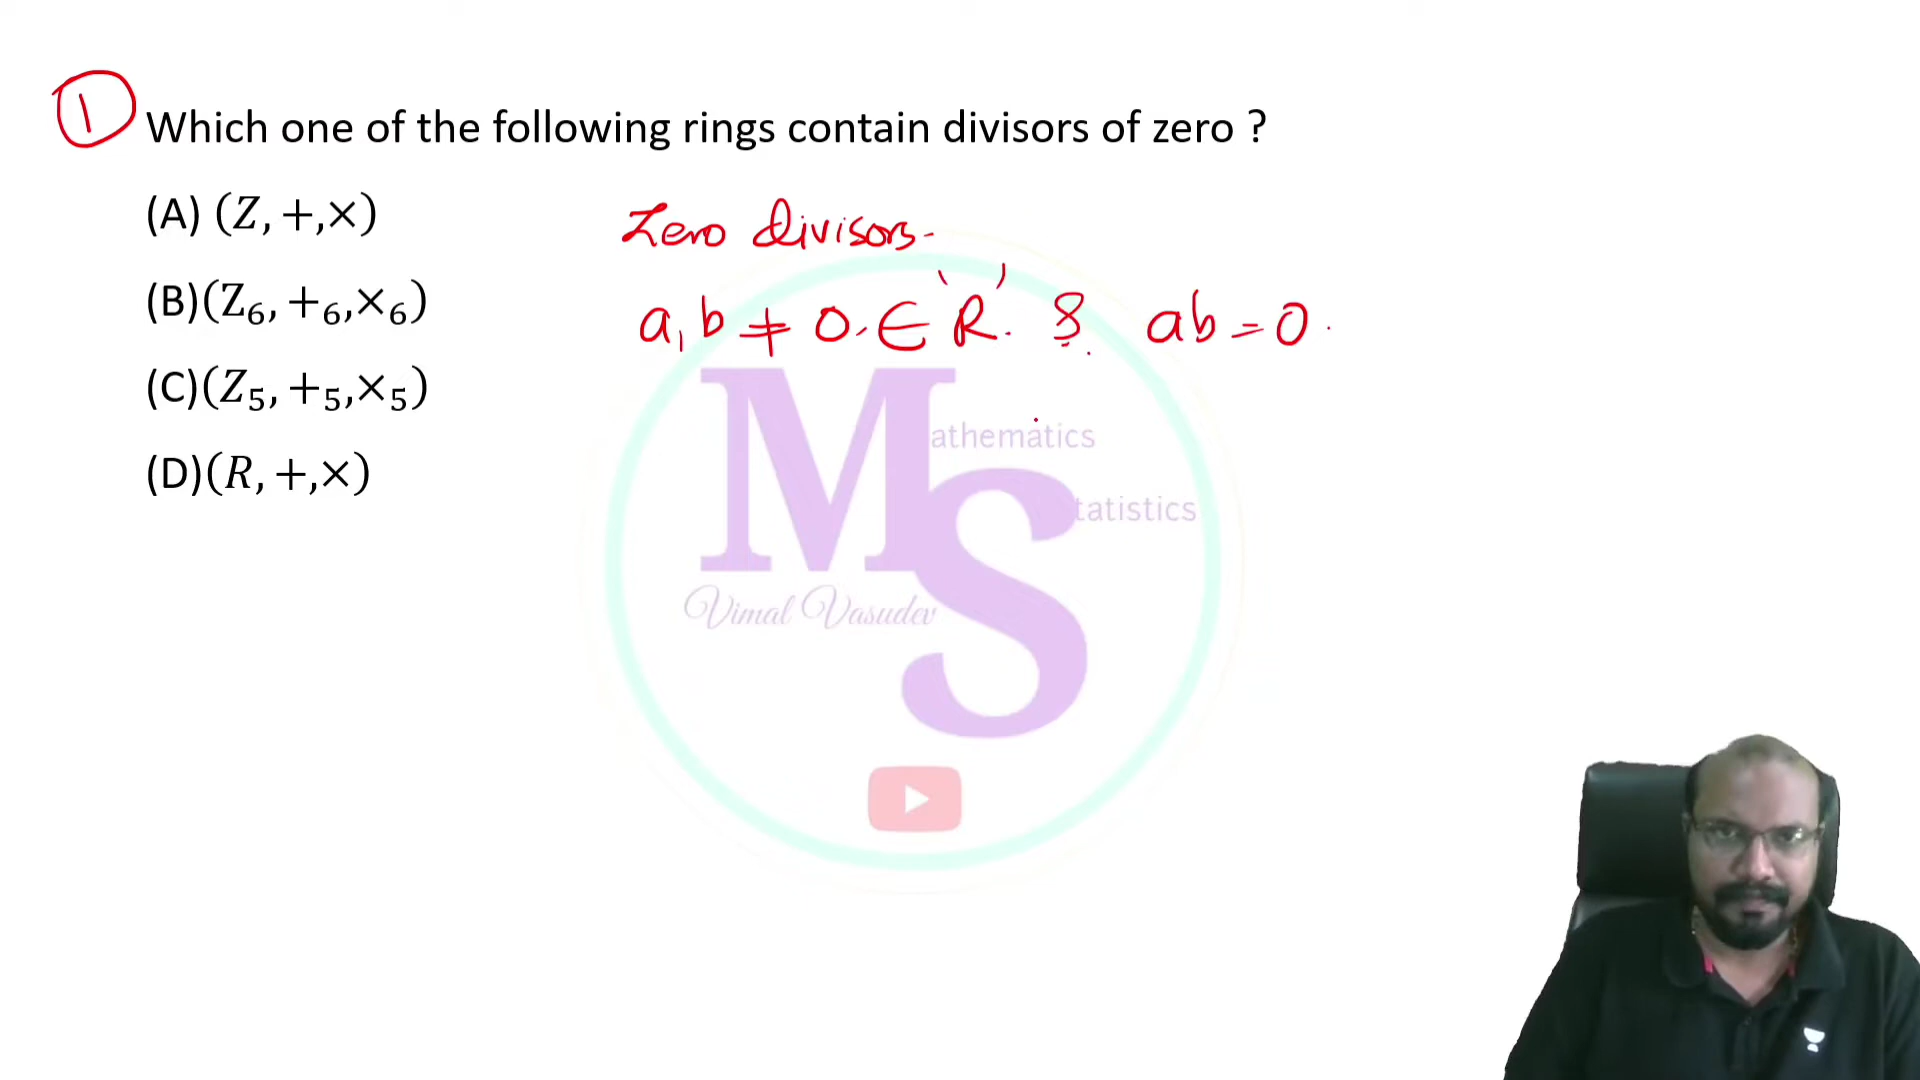 1
Which one of the following rings contain divisors of zero ?
(A) (Z, +,×)
Zero divisors.
(B)(Z₆, +₆,×₆)
a, b ≠ 0. ∈ 'R'. & ab = 0.
(C)(Z₅, +₅,×₅)
(D)(R, +,×)
M
athematics
S
tatistics
Vimal Vasudev